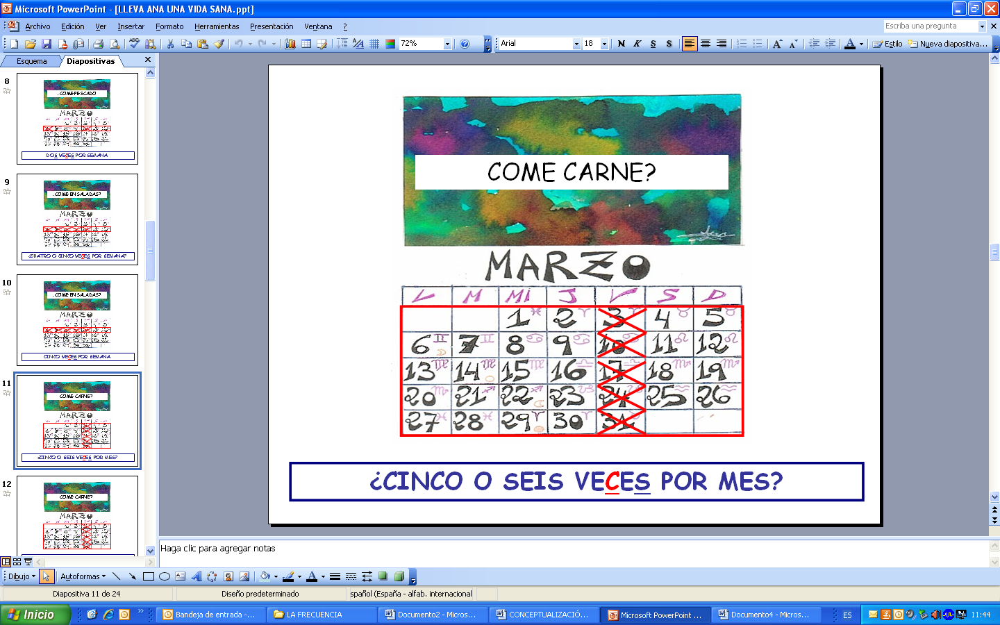 Microsoft PowerPoint - [LLEVA ANA UNA VIDA SANA.ppt]
Archivo Edición Ver Insertar Formato Herramientas Presentación Ventana ?
Escriba una pregunta
72% Arial 18 N K S S Estilo Nueva diapositiva...
Esquema Diapositivas
8
. COME PESCADO
MARZO
DOS VECES POR SEMANA
9
. COME ENSALADAS?
MARZO
¿CUATRO O CINCO VECES POR SEMANA?
10
. COME ENSALADAS?
MARZO
CINCO VECES POR SEMANA
11
COME CARNE?
MARZO
¿CINCO O SEIS VECES POR MES?
12
COME CARNE?
MARZO
COME CARNE?
MARZO
L M MI J V S D
1 2 3 4 5
6 7 8 9 10 11 12
13 14 15 16 17 18 19
20 21 22 23 24 25 26
27 28 29 30 31
¿CINCO O SEIS VECES POR MES?
Haga clic para agregar notas
Dibujo Autoformas
Diapositiva 11 de 24 Diseño predeterminado spañol (España - alfab. internacional
Inicio Bandeja de entrada -... LA FRECUENCIA Documento2 - Micros... CONCEPTUALIZACIÓ... Microsoft PowerPoint ... Documento4 - Micros... ES 11:44